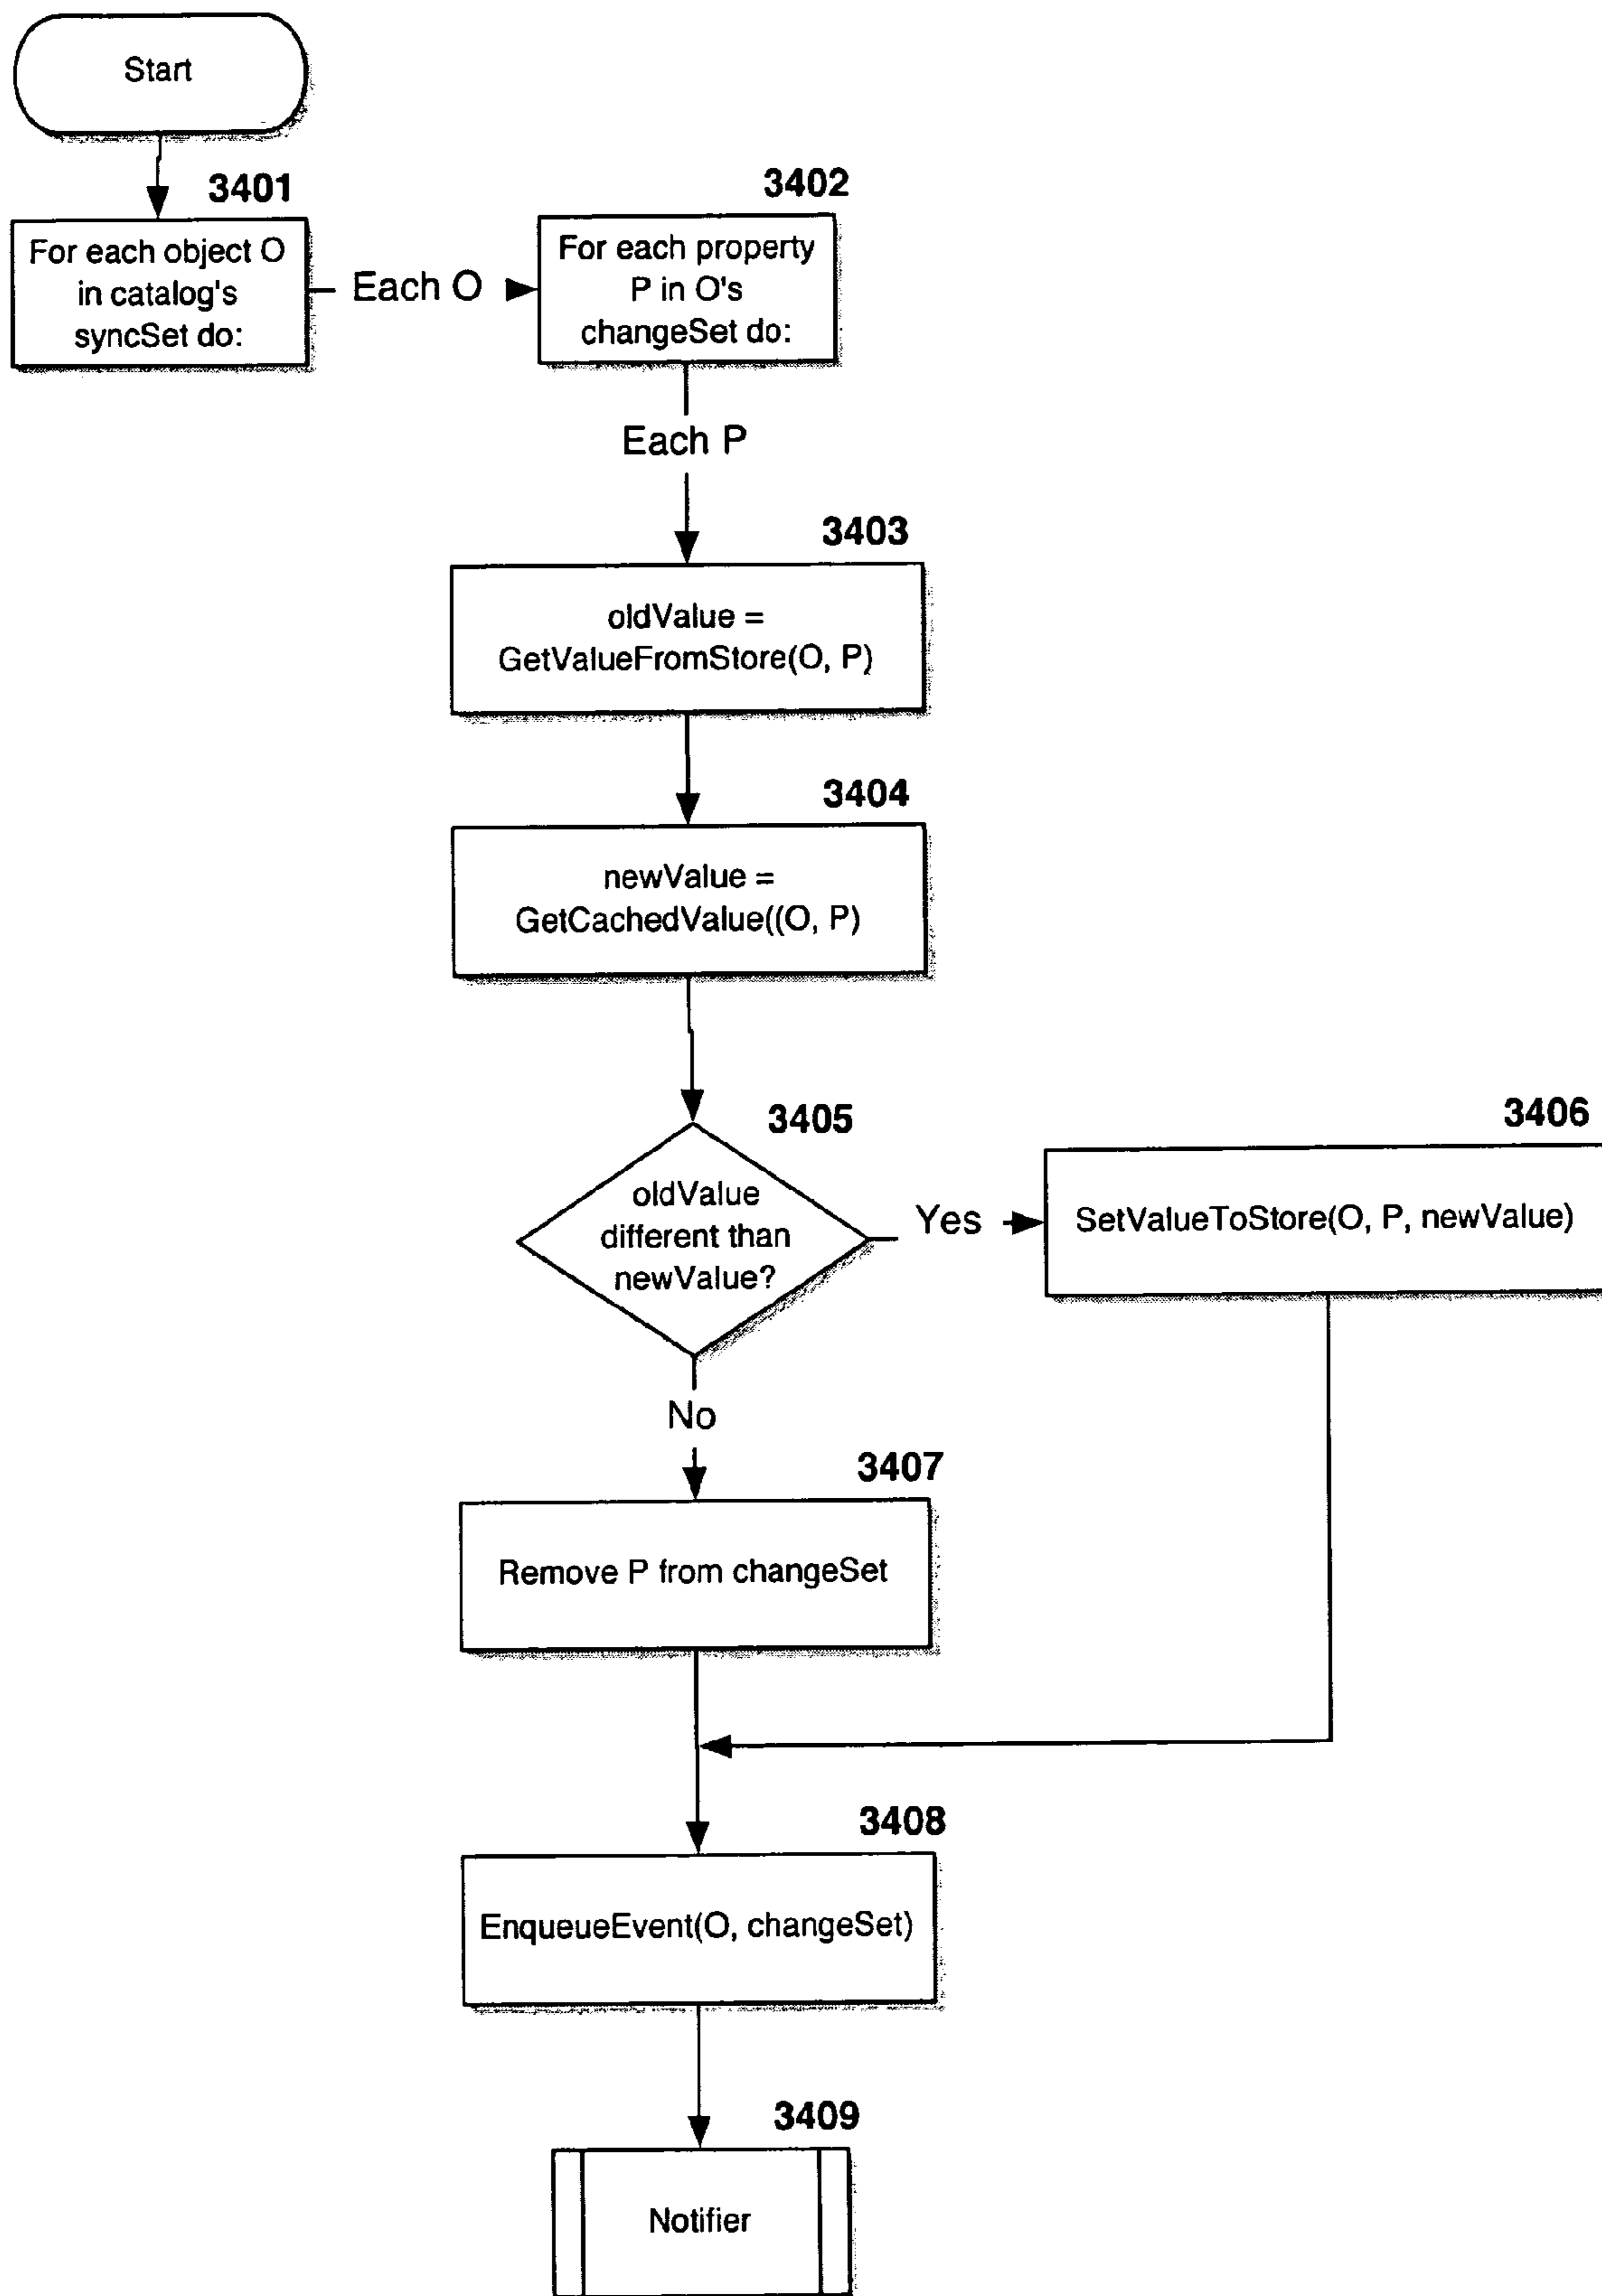 Start
3401
For each object O
in catalog's
syncSet do:
Each O
3402
For each property
P in O's
changeSet do:
Each P
3403
oldValue =
GetValueFromStore(O, P)
3404
newValue =
GetCachedValue((O, P)
3405
oldValue
different than
newValue?
Yes
3406
SetValueToStore(O, P, newValue)
No
3407
Remove P from changeSet
3408
EnqueueEvent(O, changeSet)
3409
Notifier